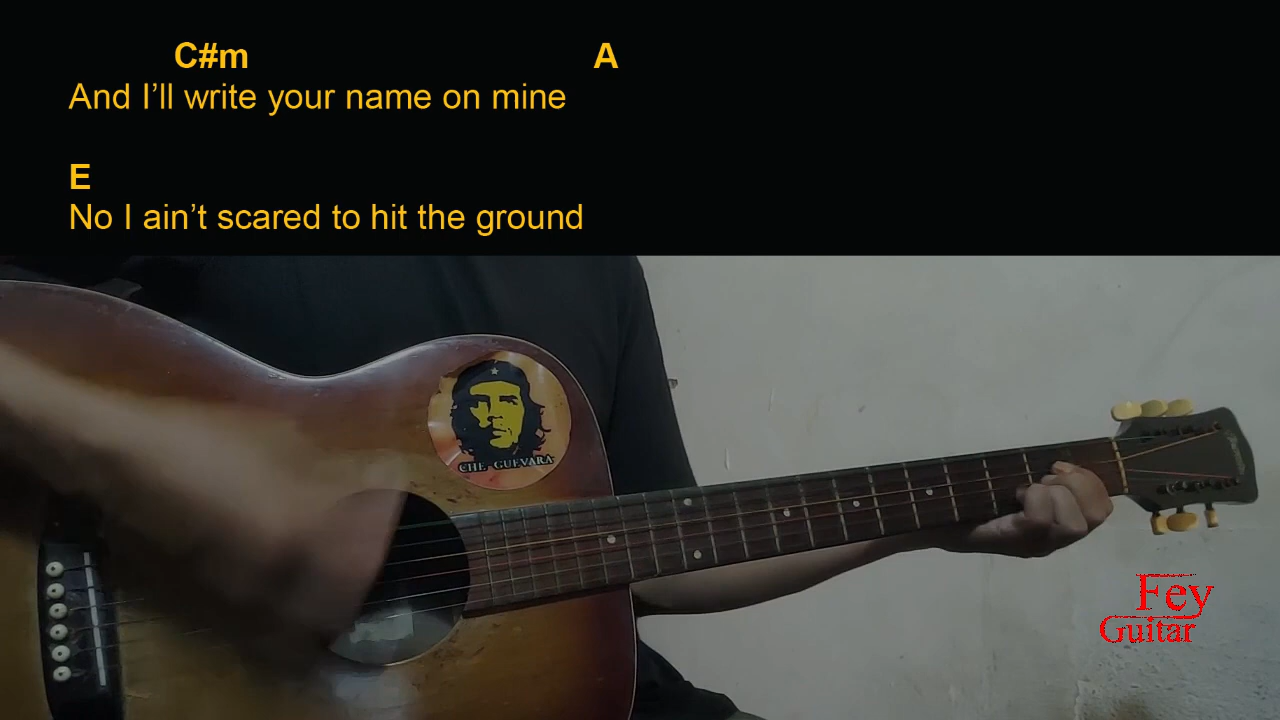 C#m A
And I’ll write your name on mine
E
No I ain’t scared to hit the ground
CHE-GUEVARA
Fey
Guitar